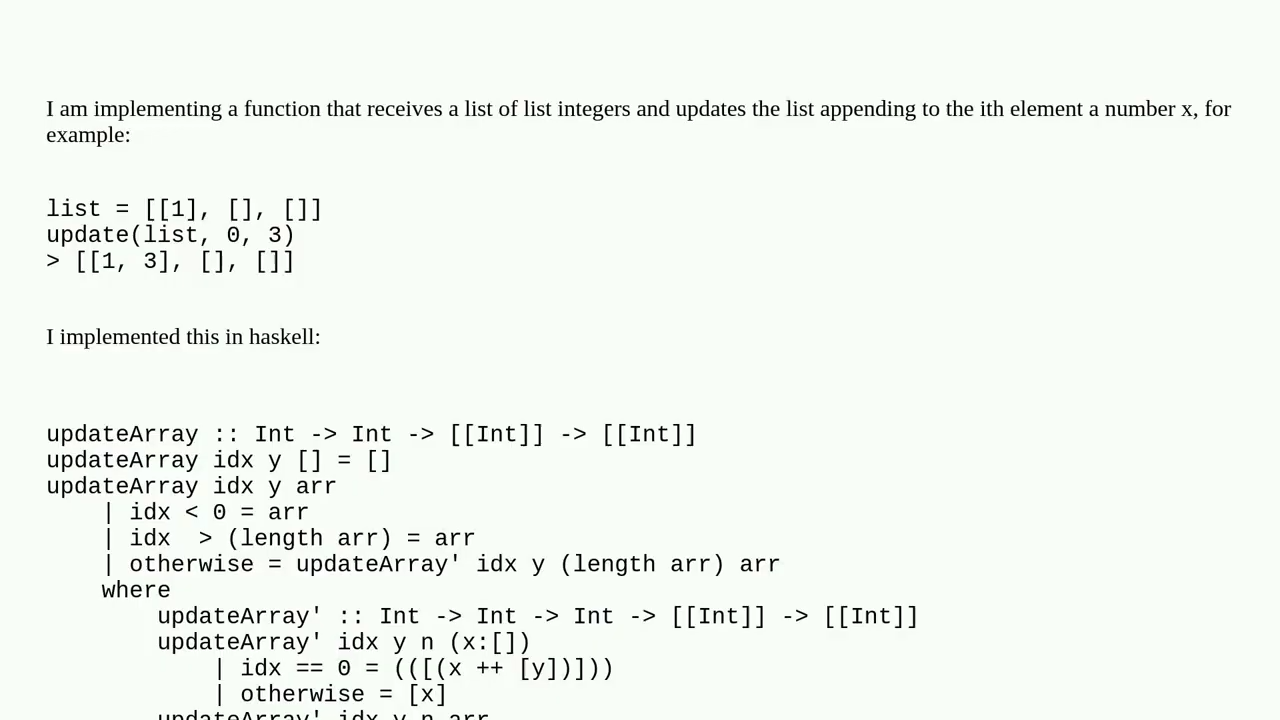 I am implementing a function that receives a list of list integers and updates the list appending to the ith element a number x, for
example:
list = [[1], [], []]
update(list, 0, 3)
> [[1, 3], [], []]
I implemented this in haskell:
updateArray :: Int -> Int -> [[Int]] -> [[Int]]
updateArray idx y [] = []
updateArray idx y arr
    | idx < 0 = arr
    | idx  > (length arr) = arr
    | otherwise = updateArray' idx y (length arr) arr
    where
        updateArray' :: Int -> Int -> Int -> [[Int]] -> [[Int]]
        updateArray' idx y n (x:[])
            | idx == 0 = (([(x ++ [y])]))
            | otherwise = [x]
        updateArray' idx y n arr